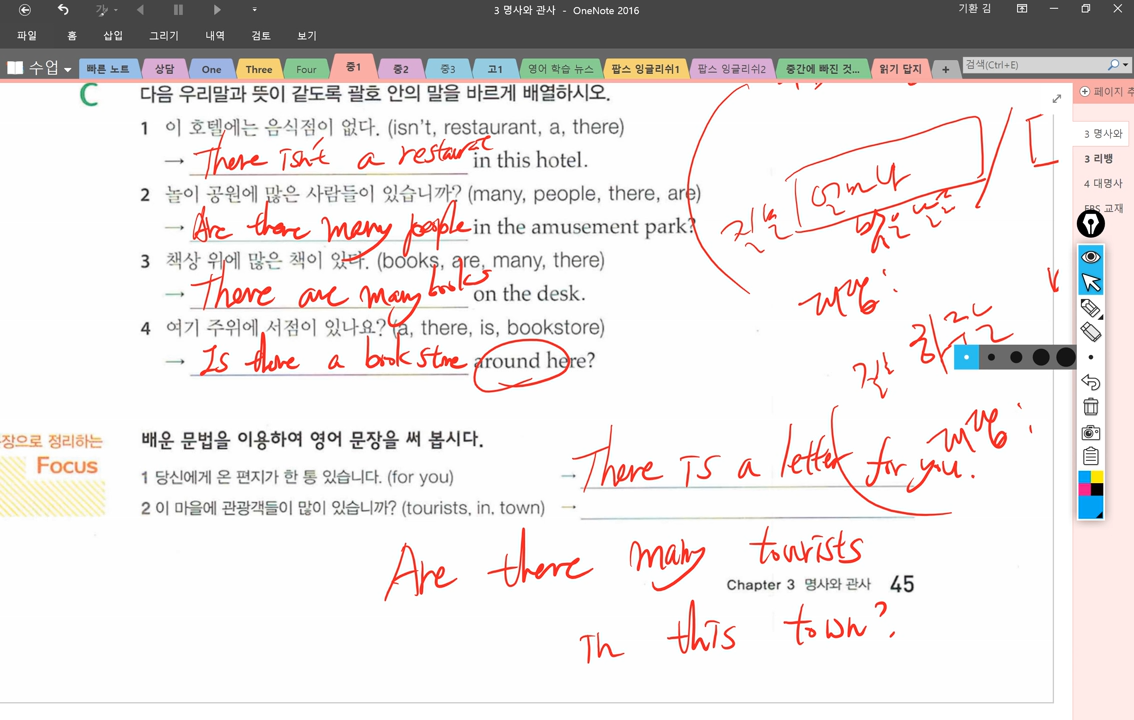 3 명사와 관사 - OneNote 2016
기환 김
파일 홈 삽입 그리기 내역 검토 보기
수업 빠른 노트 상담 One Three Four 중1 중2 중3 고1 영어 학습 뉴스 팝스 잉글리쉬1 팝스 잉글리쉬2 중간에 빠진 것... 읽기 답지 + 검색(Ctrl+E)
페이지 추
3 명사와
3 리뱅
4 대명사
EBS 교재
C 다음 우리말과 뜻이 같도록 괄호 안의 말을 바르게 배열하시오.
1 이 호텔에는 음식점이 없다. (isn't, restaurant, a, there)
→ There isn't a in this hotel.
2 놀이 공원에 많은 사람들이 있습니까? (many, people, there, are)
→ Are there many people in the amusement park?
3 책상 위에 많은 책이 있다. (books, are, many, there)
→ There are many books on the desk.
4 여기 주위에 서점이 있나요? (a, there, is, bookstore)
→ Is there a bookstore around here?
장으로 정리하는
Focus
배운 문법을 이용하여 영어 문장을 써 봅시다.
1 당신에게 온 편지가 한 통 있습니다. (for you) → There is a letter for you.
2 이 마을에 관광객들이 많이 있습니까? (tourists, in, town) →
Are there many tourists
in this town?
Chapter 3 명사와 관사 45